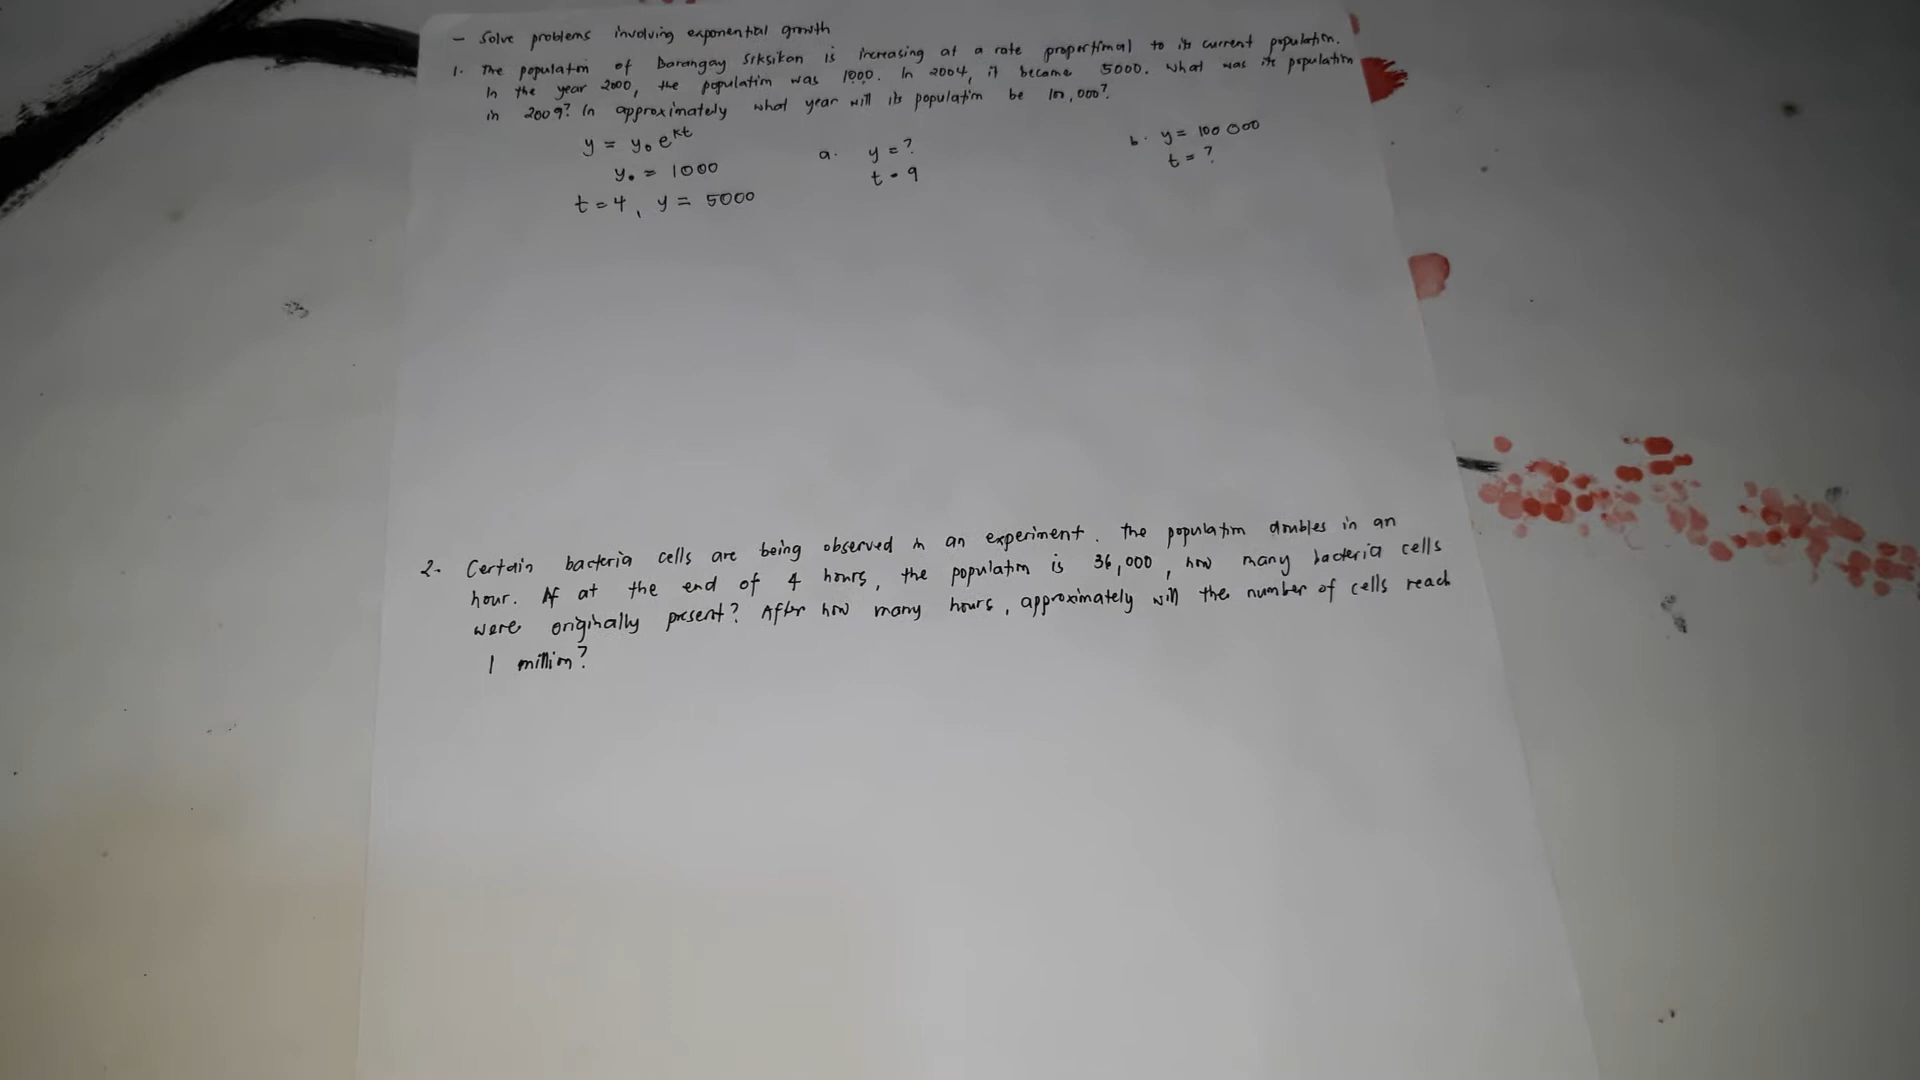 - Solve problems involving exponential growth
1. The population of Barangay Siksikan is increasing at a rate proportional to its current population.
In the year 2000, the population was 1000. In 2004, it became 5000. What was its population
in 2009? In approximately what year will its population be 100,000?
y = y₀ e^kt
y₀ = 1000
t = 4, y = 5000
a. y = ?
t = 9
b. y = 100 000
t = ?
2. Certain bacteria cells are being observed in an experiment. The population doubles in an
hour. If at the end of 4 hours, the population is 36,000, how many bacteria cells
were originally present? After how many hours, approximately will the number of cells reach
1 million?